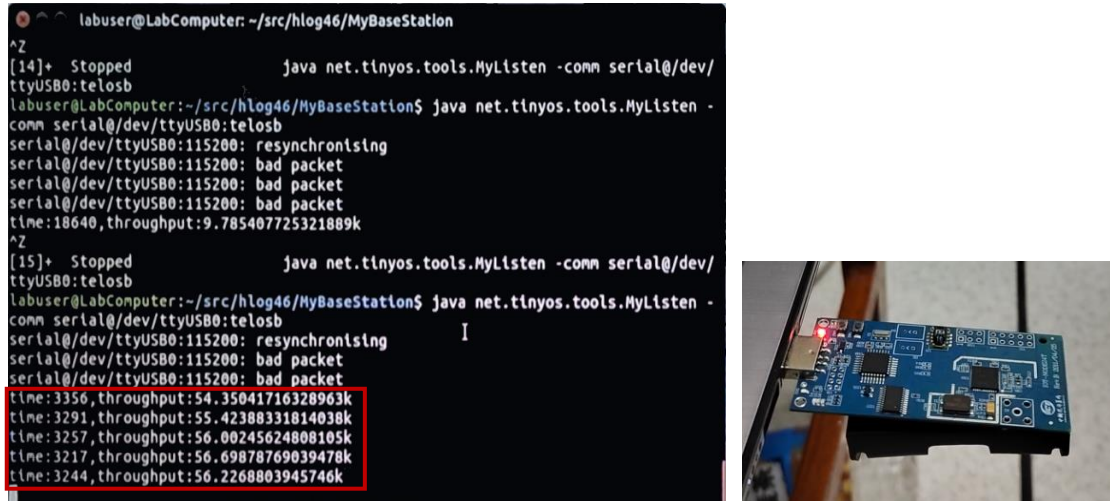 labuser@LabComputer: ~/src/hlog46/MyBaseStation
^Z
[14]+  Stopped                 java net.tinyos.tools.MyListen -comm serial@/dev/
ttyUSB0:telosb
labuser@LabComputer:~/src/hlog46/MyBaseStation$ java net.tinyos.tools.MyListen -
comm serial@/dev/ttyUSB0:telosb
serial@/dev/ttyUSB0:115200: resynchronising
serial@/dev/ttyUSB0:115200: bad packet
serial@/dev/ttyUSB0:115200: bad packet
serial@/dev/ttyUSB0:115200: bad packet
time:18640,throughput:9.785407725321889k
^Z
[15]+  Stopped                 java net.tinyos.tools.MyListen -comm serial@/dev/
ttyUSB0:telosb
labuser@LabComputer:~/src/hlog46/MyBaseStation$ java net.tinyos.tools.MyListen -
comm serial@/dev/ttyUSB0:telosb
serial@/dev/ttyUSB0:115200: resynchronising
serial@/dev/ttyUSB0:115200: bad packet
serial@/dev/ttyUSB0:115200: bad packet
time:3356,throughput:54.35041716328963k
time:3291,throughput:55.42388331814038k
time:3257,throughput:56.00245624808105k
time:3217,throughput:56.69878769039478k
time:3244,throughput:56.2268803945746k